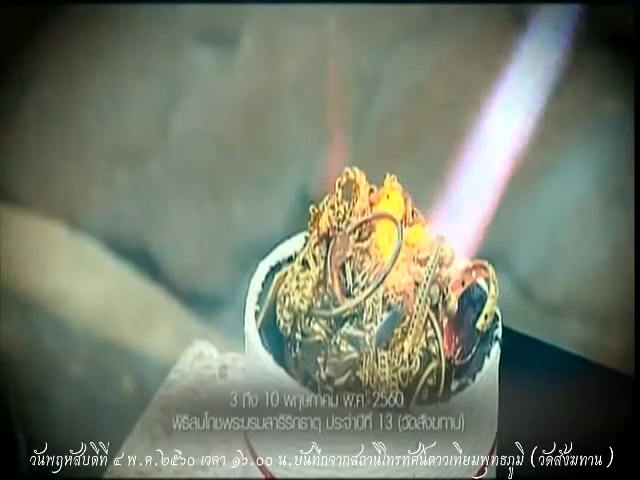 3 ถึง 10 พฤษภาคม พ.ศ. 2560
พิธีสมโภชพระบรมสารีริกธาตุ ประจำปีที่ 13 (วัดสังฆทาน)
วันพฤหัสบดีที่ ๔ พ.ค.๒๕๖๐ เวลา ๑๖.๐๐ น.บันทึกจากสถานีโทรทัศน์ดาวเทียมพุทธภูมิ (วัดสังฆทาน)